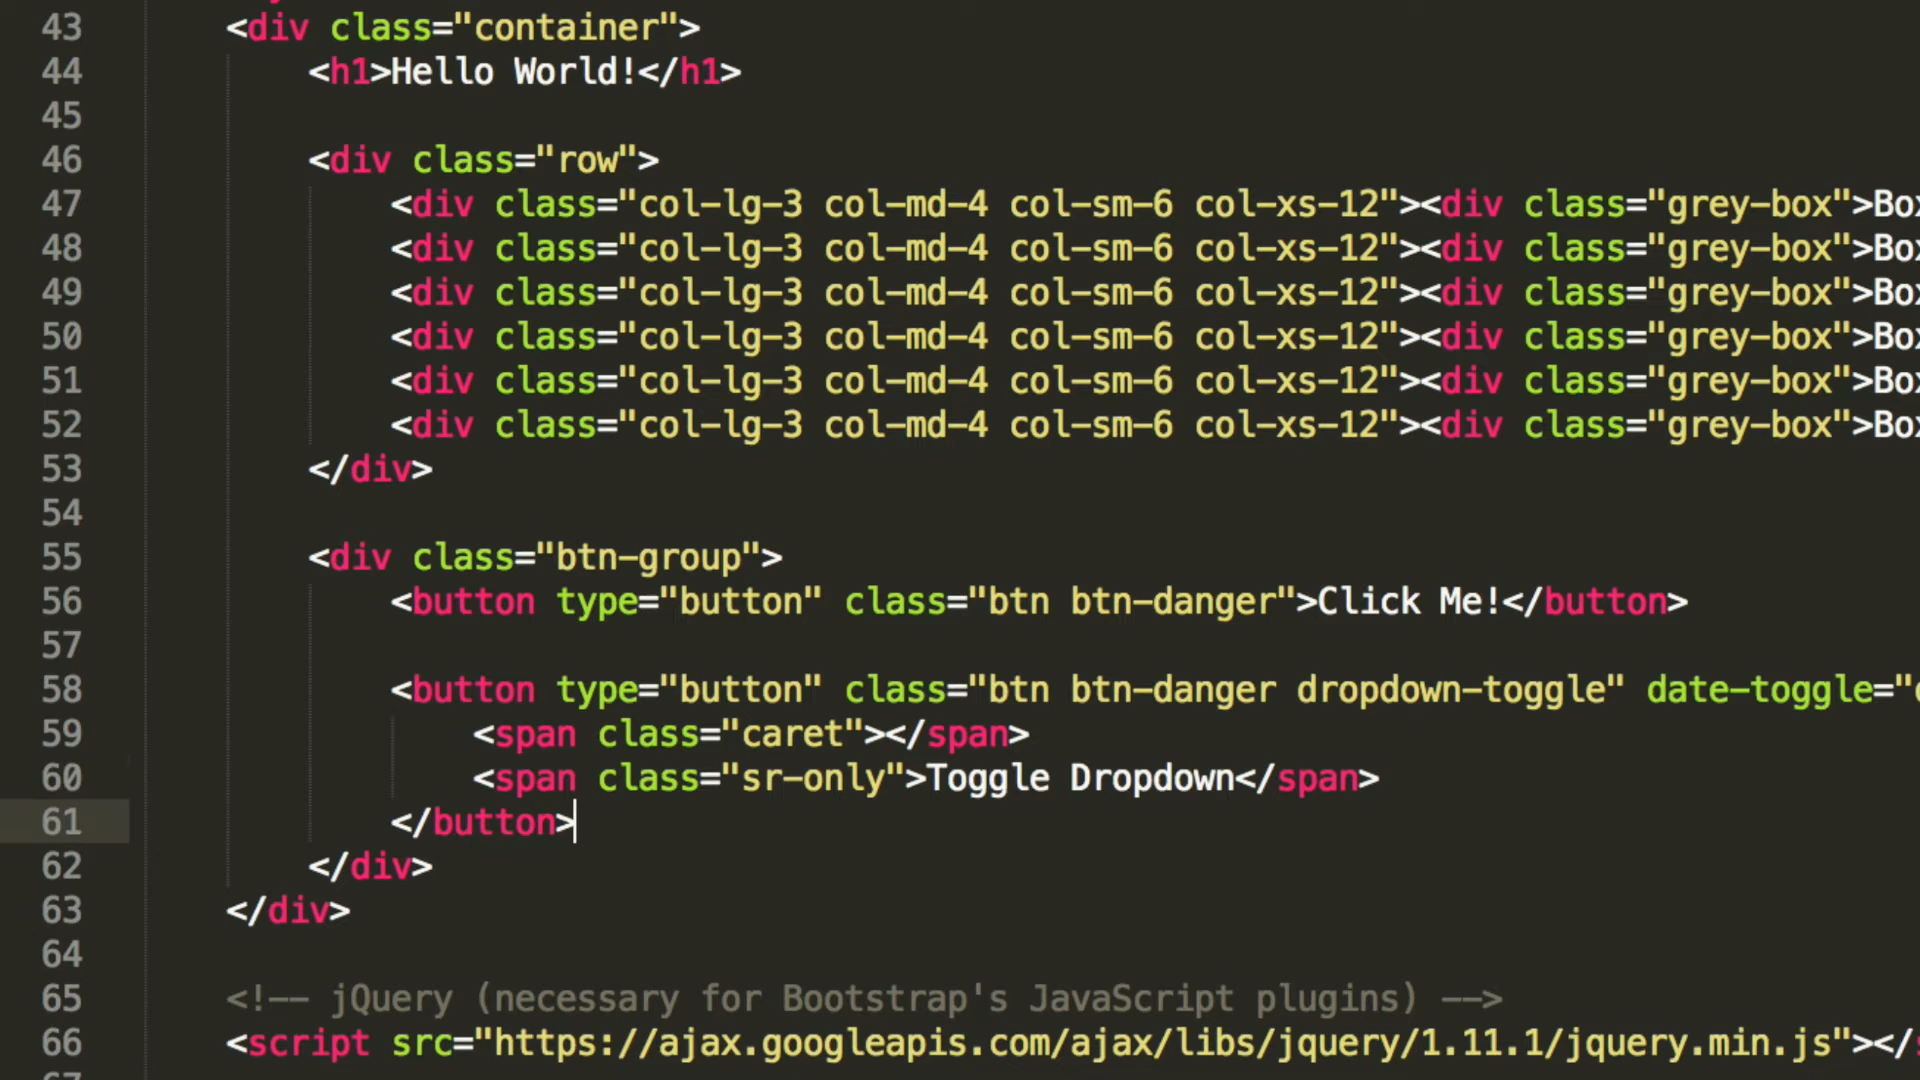 43 <div class="container">
44 <h1>Hello World!</h1>
45
46 <div class="row">
47 <div class="col-lg-3 col-md-4 col-sm-6 col-xs-12"><div class="grey-box">Box
48 <div class="col-lg-3 col-md-4 col-sm-6 col-xs-12"><div class="grey-box">Box
49 <div class="col-lg-3 col-md-4 col-sm-6 col-xs-12"><div class="grey-box">Box
50 <div class="col-lg-3 col-md-4 col-sm-6 col-xs-12"><div class="grey-box">Box
51 <div class="col-lg-3 col-md-4 col-sm-6 col-xs-12"><div class="grey-box">Box
52 <div class="col-lg-3 col-md-4 col-sm-6 col-xs-12"><div class="grey-box">Box
53 </div>
54
55 <div class="btn-group">
56 <button type="button" class="btn btn-danger">Click Me!</button>
57
58 <button type="button" class="btn btn-danger dropdown-toggle" date-toggle="
59 <span class="caret"></span>
60 <span class="sr-only">Toggle Dropdown</span>
61 </button>
62 </div>
63 </div>
64
65 <!-- jQuery (necessary for Bootstrap's JavaScript plugins) -->
66 <script src="https://ajax.googleapis.com/ajax/libs/jquery/1.11.1/jquery.min.js"></